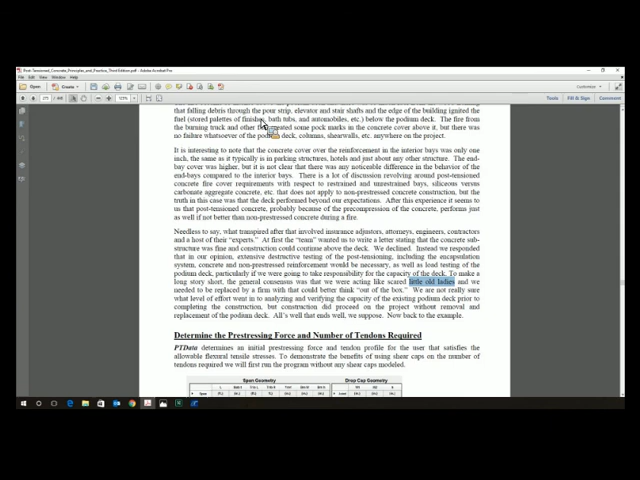 Post-Tensioned_Concrete_Principles_and_Practice_Third Edition.pdf - Adobe Acrobat Pro
File Edit View Window Help
Open Create
Customize
Tools Fill & Sign Comment
that falling debris through the pour strip, elevator and stair shafts and the edge of the building ignited the
fuel (stored palettes of finishes, bath tubs, and automobiles, etc.) below the podium deck. The fire from
the burning truck and other created some pock marks in the concrete cover above it, but there was
no failure whatsoever of the podium deck, columns, shearwalls, etc. anywhere on the project.
It is interesting to note that the concrete cover over the reinforcement in the interior bays was only one
inch, the same as it typically is in parking structures, hotels and just about any other structure. The end-
bay cover was higher, but it is not clear that there was any noticeable difference in the behavior of the
end-bays compared to the interior bays. There is a lot of discussion revolving around post-tensioned
concrete fire cover requirements with respect to restrained and unrestrained bays, siliceous versus
carbonate aggregate concrete, etc. that does not apply to non-prestressed concrete construction, but the
truth in this case was that the deck performed beyond our expectations. After this experience it seems to
us that post-tensioned concrete, probably because of the precompression of the concrete, performs just
as well if not better than non-prestressed concrete during a fire.
Needless to say, what transpired after that involved insurance adjustors, attorneys, engineers, contractors
and a host of their "experts." At first the "team" wanted us to write a letter stating that the concrete sub-
structure was fine and construction could continue above the deck. We declined. Instead we responded
that in our opinion, extensive destructive testing of the post-tensioning, including the encapsulation
system, concrete and non-prestressed reinforcement would be necessary, as well as load testing of the
podium deck, particularly if we were going to take responsibility for the capacity of the deck. To make a
long story short, the general consensus was that we were acting like scared little old ladies and we
needed to be replaced by a firm with that could better think "out of the box." We are not really sure
what level of effort went in to analyzing and verifying the capacity of the existing podium deck prior to
completing the construction, but construction was completed on the project without removal and
replacement of the podium deck. All's well that ends well, we suppose. Now back to the example.
Determine the Prestressing Force and Number of Tendons Required
PTData determines an initial prestressing force and tendon profile for the user that satisfies the
allowable flexural tensile stresses. To demonstrate the benefits of using shear caps on the number of
tendons required we will first run the program without any shear caps modeled.
Span Geometry Drop Cap Geometry